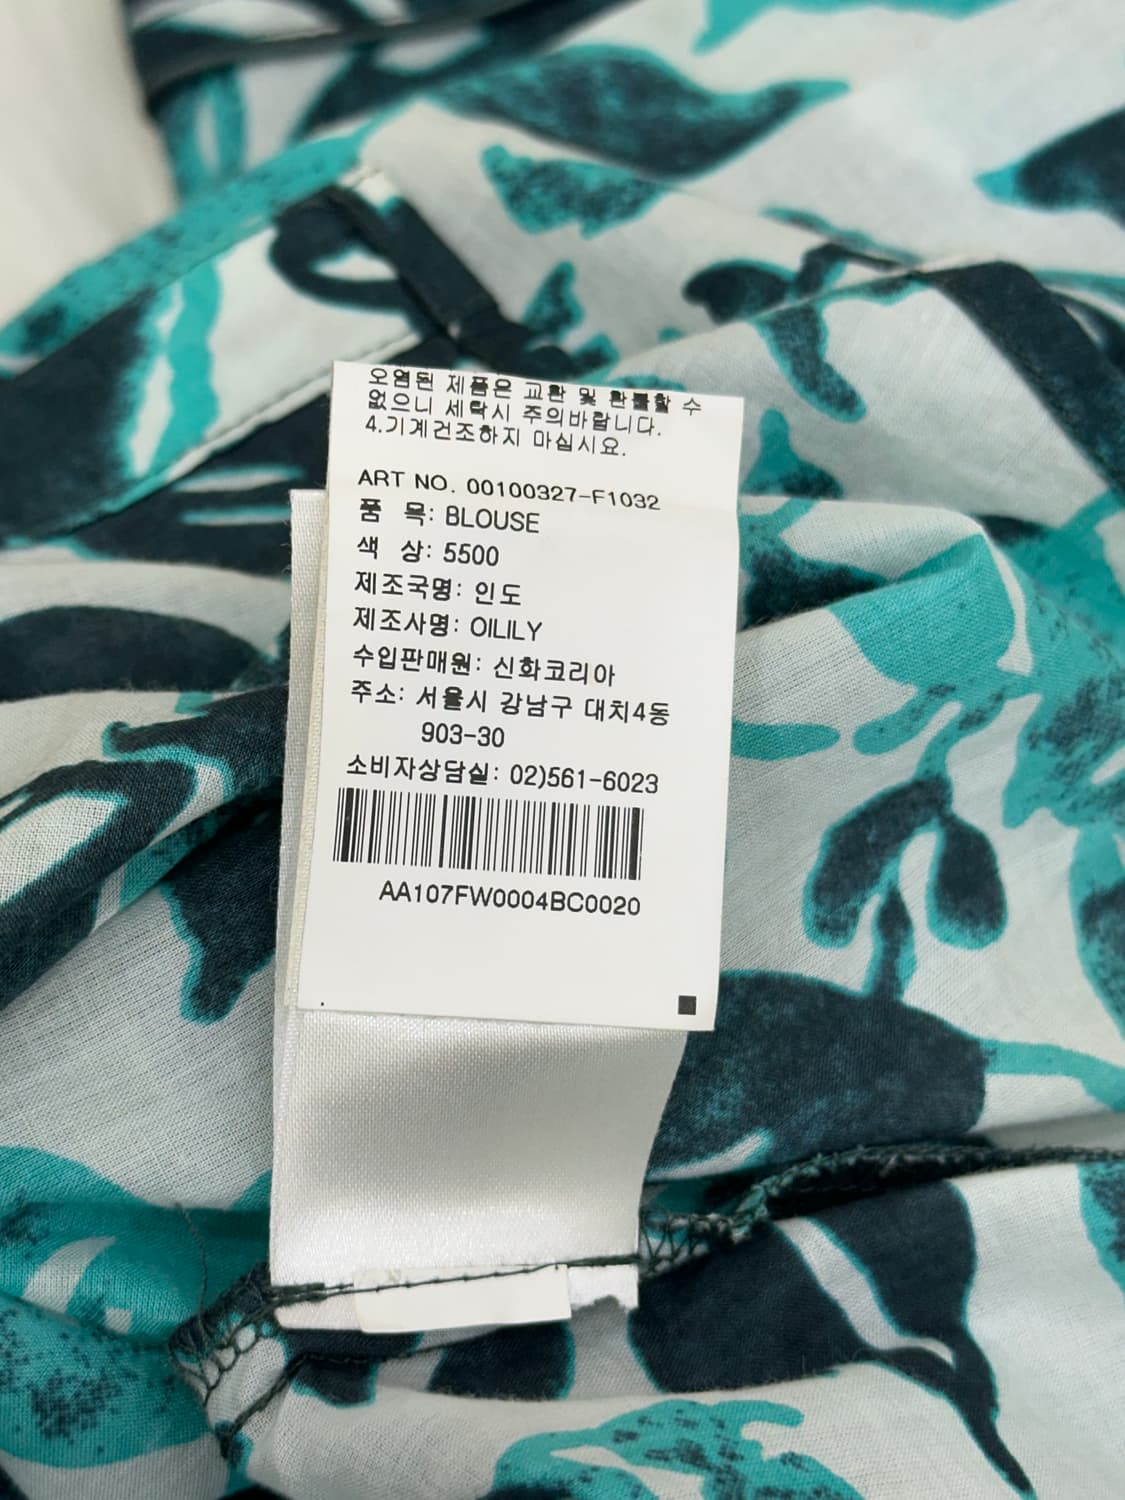 오염된 제품은 교환 및 환불할 수
없으니 세탁시 주의바랍니다.
4.기계건조하지 마십시요.
ART NO. 00100327-F1032
품 목: BLOUSE
색 상: 5500
제조국명: 인도
제조사명: OILILY
수입판매원: 신화코리아
주소: 서울시 강남구 대치4동
903-30
소비자상담실: 02)561-6023
AA107FW0004BC0020